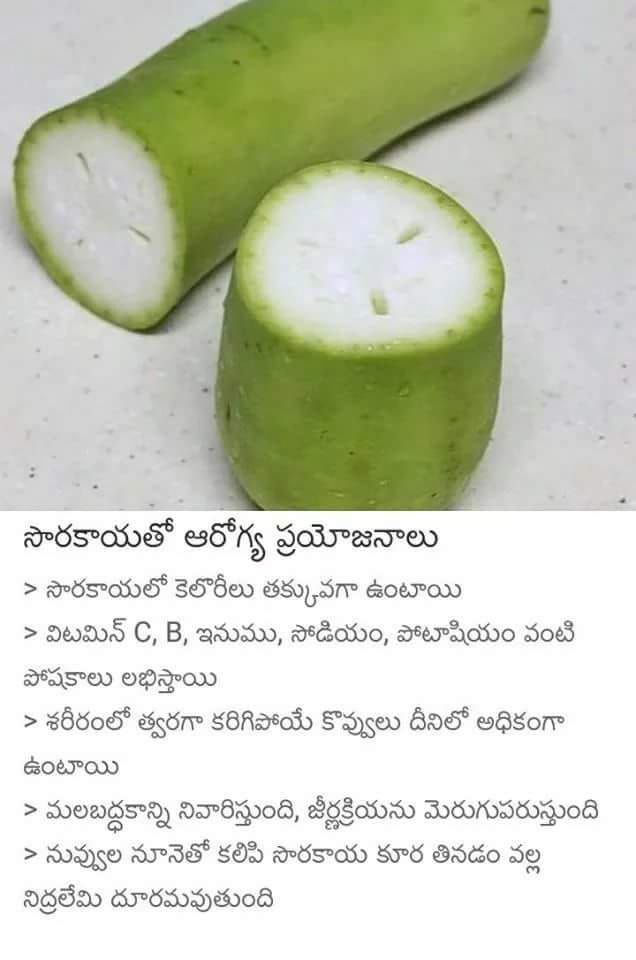 సొరకాయతో ఆరోగ్య ప్రయోజనాలు
> సొరకాయలో కెలొరీలు తక్కువగా ఉంటాయి
> విటమిన్ C, B, ఇనుము, సోడియం, పోటాషియం వంటి
పోషకాలు లభిస్తాయి
> శరీరంలో త్వరగా కరిగిపోయే కొవ్వులు దీనిలో అధికంగా
ఉంటాయి
> మలబద్ధకాన్ని నివారిస్తుంది, జీర్ణక్రియను మెరుగుపరుస్తుంది
> నువ్వుల నూనెతో కలిపి సొరకాయ కూర తినడం వల్ల
నిద్రలేమి దూరమవుతుంది